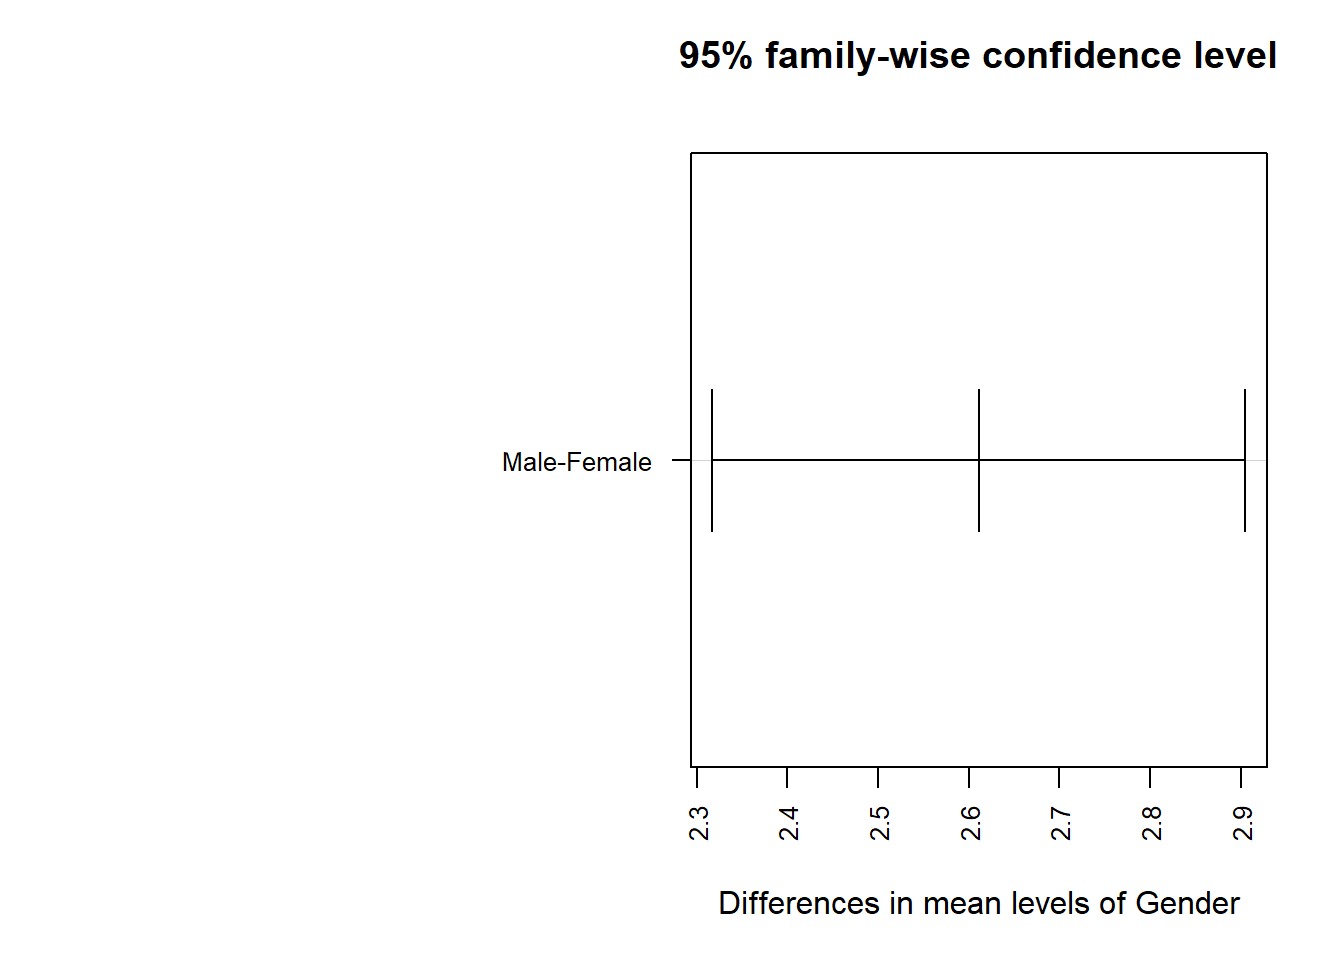 95% family-wise confidence level
Male-Female
2.3 2.4 2.5 2.6 2.7 2.8 2.9
Differences in mean levels of Gender